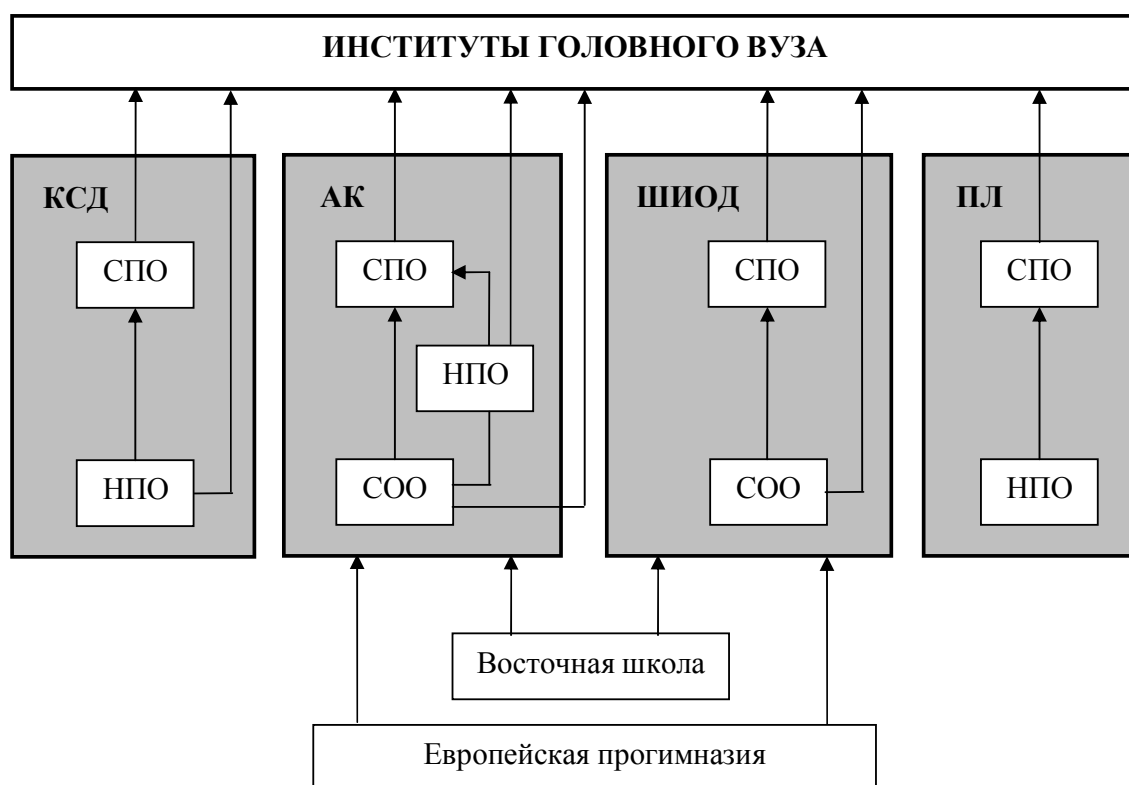 ИНСТИТУТЫ ГОЛОВНОГО ВУЗА
КСД
АК
ШИОД
ПЛ
СПО
СПО
СПО
СПО
НПО
НПО
СОО
СОО
НПО
Восточная школа
Европейская прогимназия